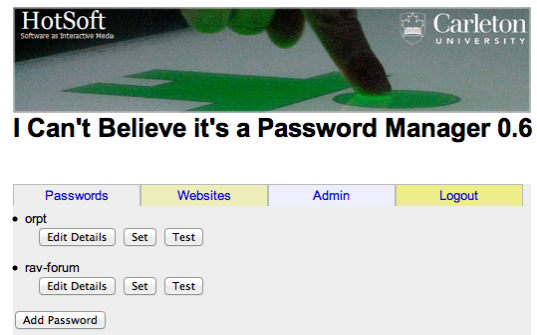 HotSoft
Software as Interactive Media
Carleton
UNIVERSITY
I Can't Believe it's a Password Manager 0.6
Passwords Websites Admin Logout
orpt
Edit Details Set Test
rav-forum
Edit Details Set Test
Add Password